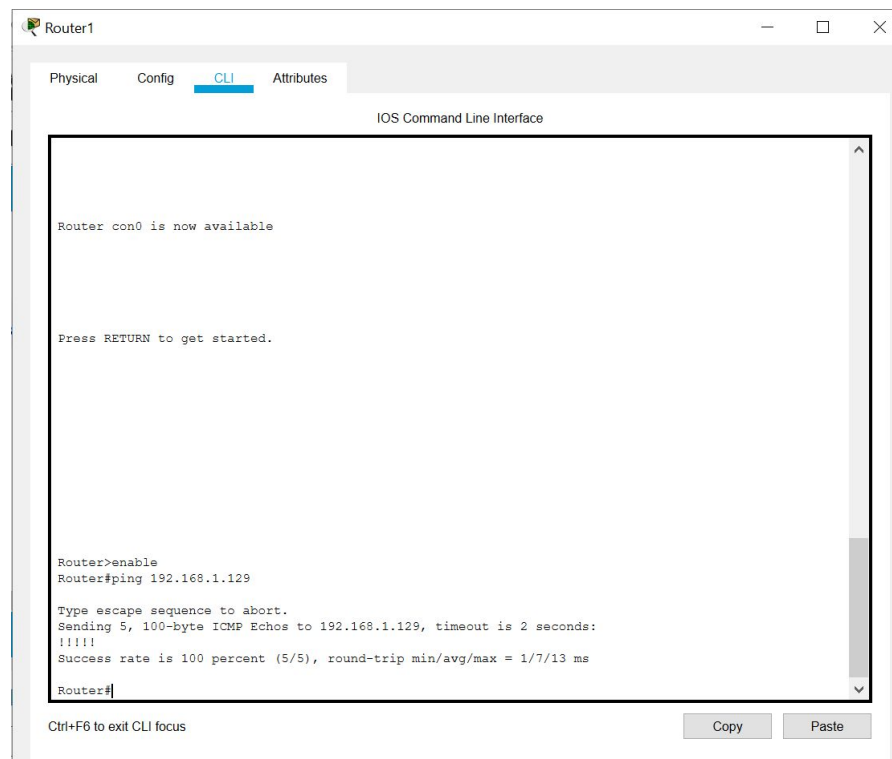 Router1
Physical Config CLI Attributes
IOS Command Line Interface
Router con0 is now available
Press RETURN to get started.
Router>enable
Router#ping 192.168.1.129
Type escape sequence to abort.
Sending 5, 100-byte ICMP Echos to 192.168.1.129, timeout is 2 seconds:
!!!!!
Success rate is 100 percent (5/5), round-trip min/avg/max = 1/7/13 ms
Router#
Ctrl+F6 to exit CLI focus
Copy Paste